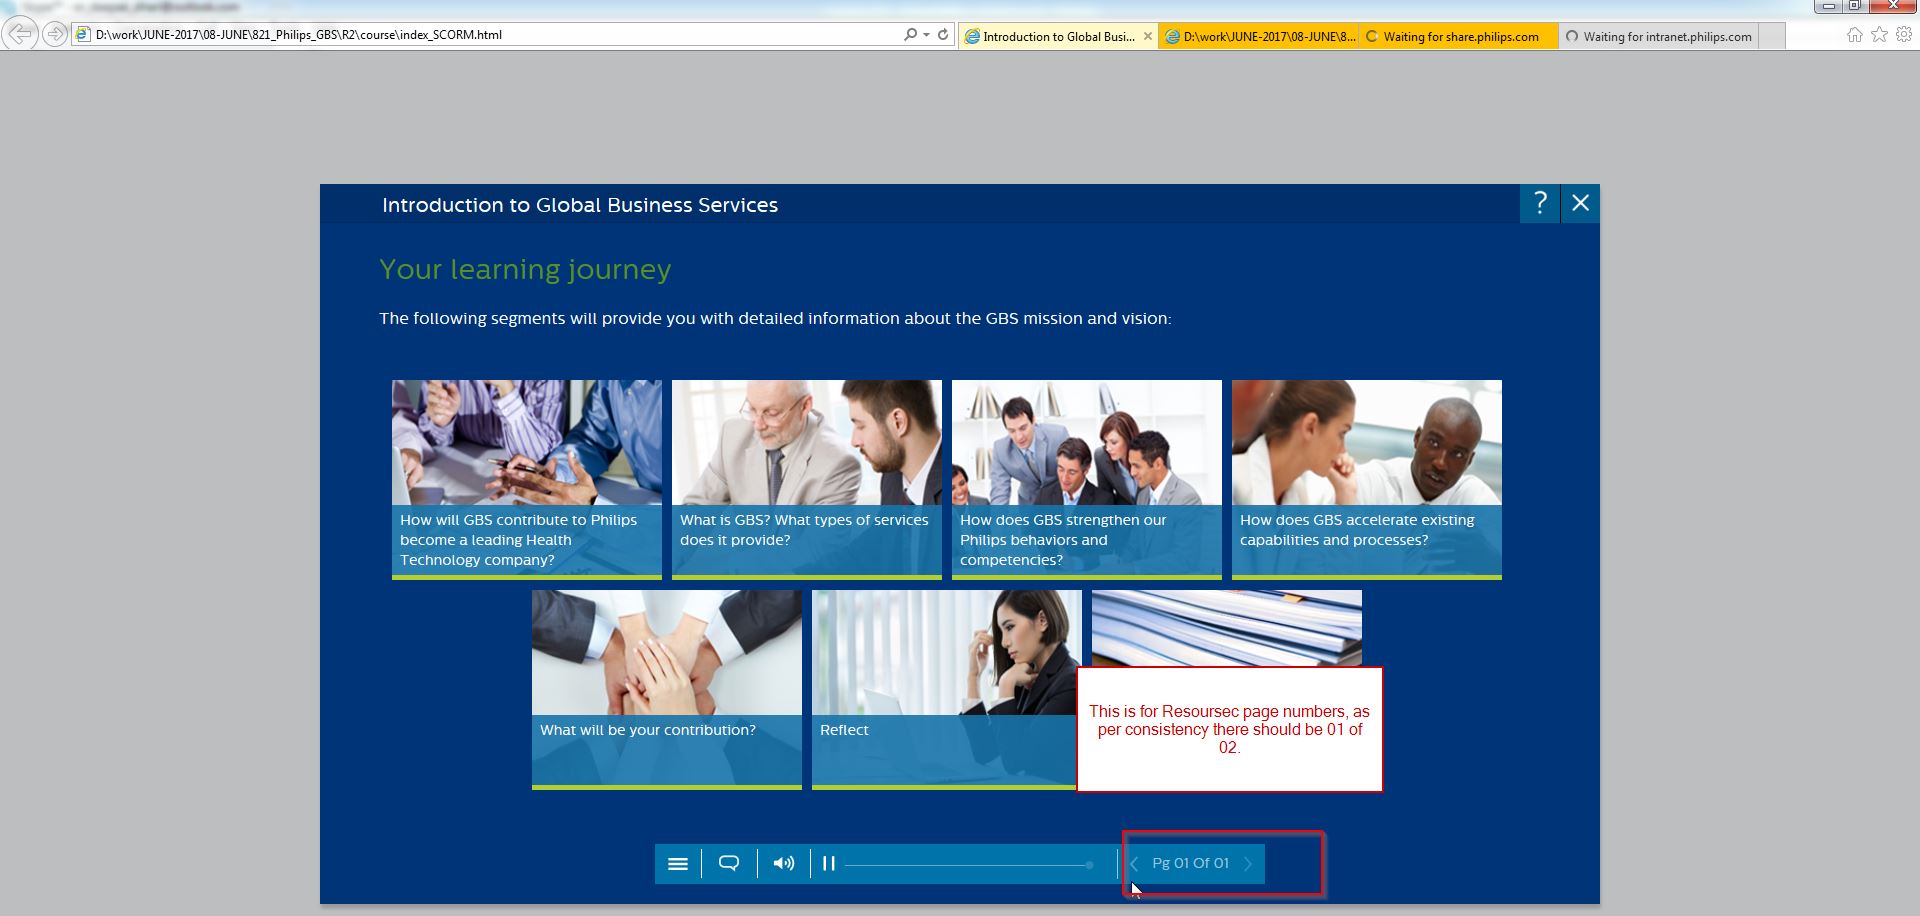 D:\work\JUNE-2017\08-JUNE\821_Philips_GBS\R2\course\index_SCORM.html
Introduction to Global Busi...
D:\work\JUNE-2017\08-JUNE\8...
Waiting for share.philips.com
Waiting for intranet.philips.com
Introduction to Global Business Services
?
Your learning journey
The following segments will provide you with detailed information about the GBS mission and vision:
How will GBS contribute to Philips
become a leading Health
Technology company?
What is GBS? What types of services
does it provide?
How does GBS strengthen our
Philips behaviors and
competencies?
How does GBS accelerate existing
capabilities and processes?
What will be your contribution?
Reflect
This is for Resoursec page numbers, as
per consistency there should be 01 of
02.
Pg 01 Of 01